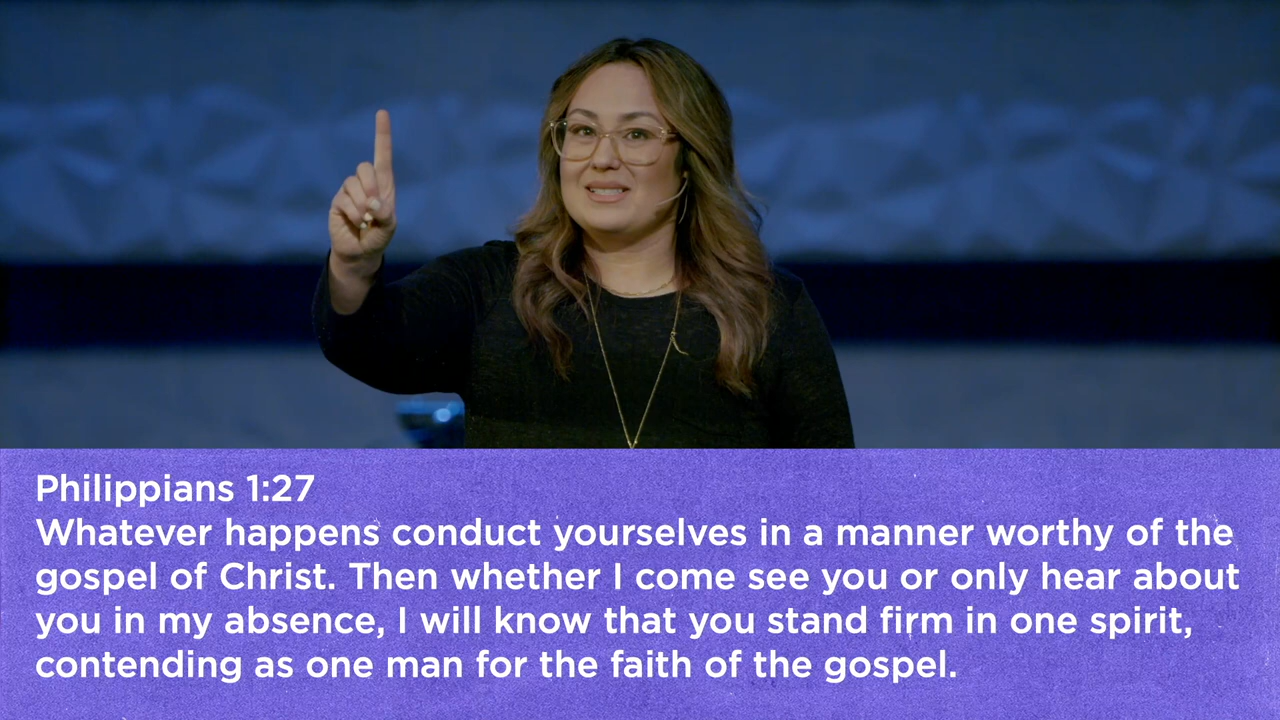 Philippians 1:27
Whatever happens conduct yourselves in a manner worthy of the
gospel of Christ. Then whether I come see you or only hear about
you in my absence, I will know that you stand firm in one spirit,
contending as one man for the faith of the gospel.